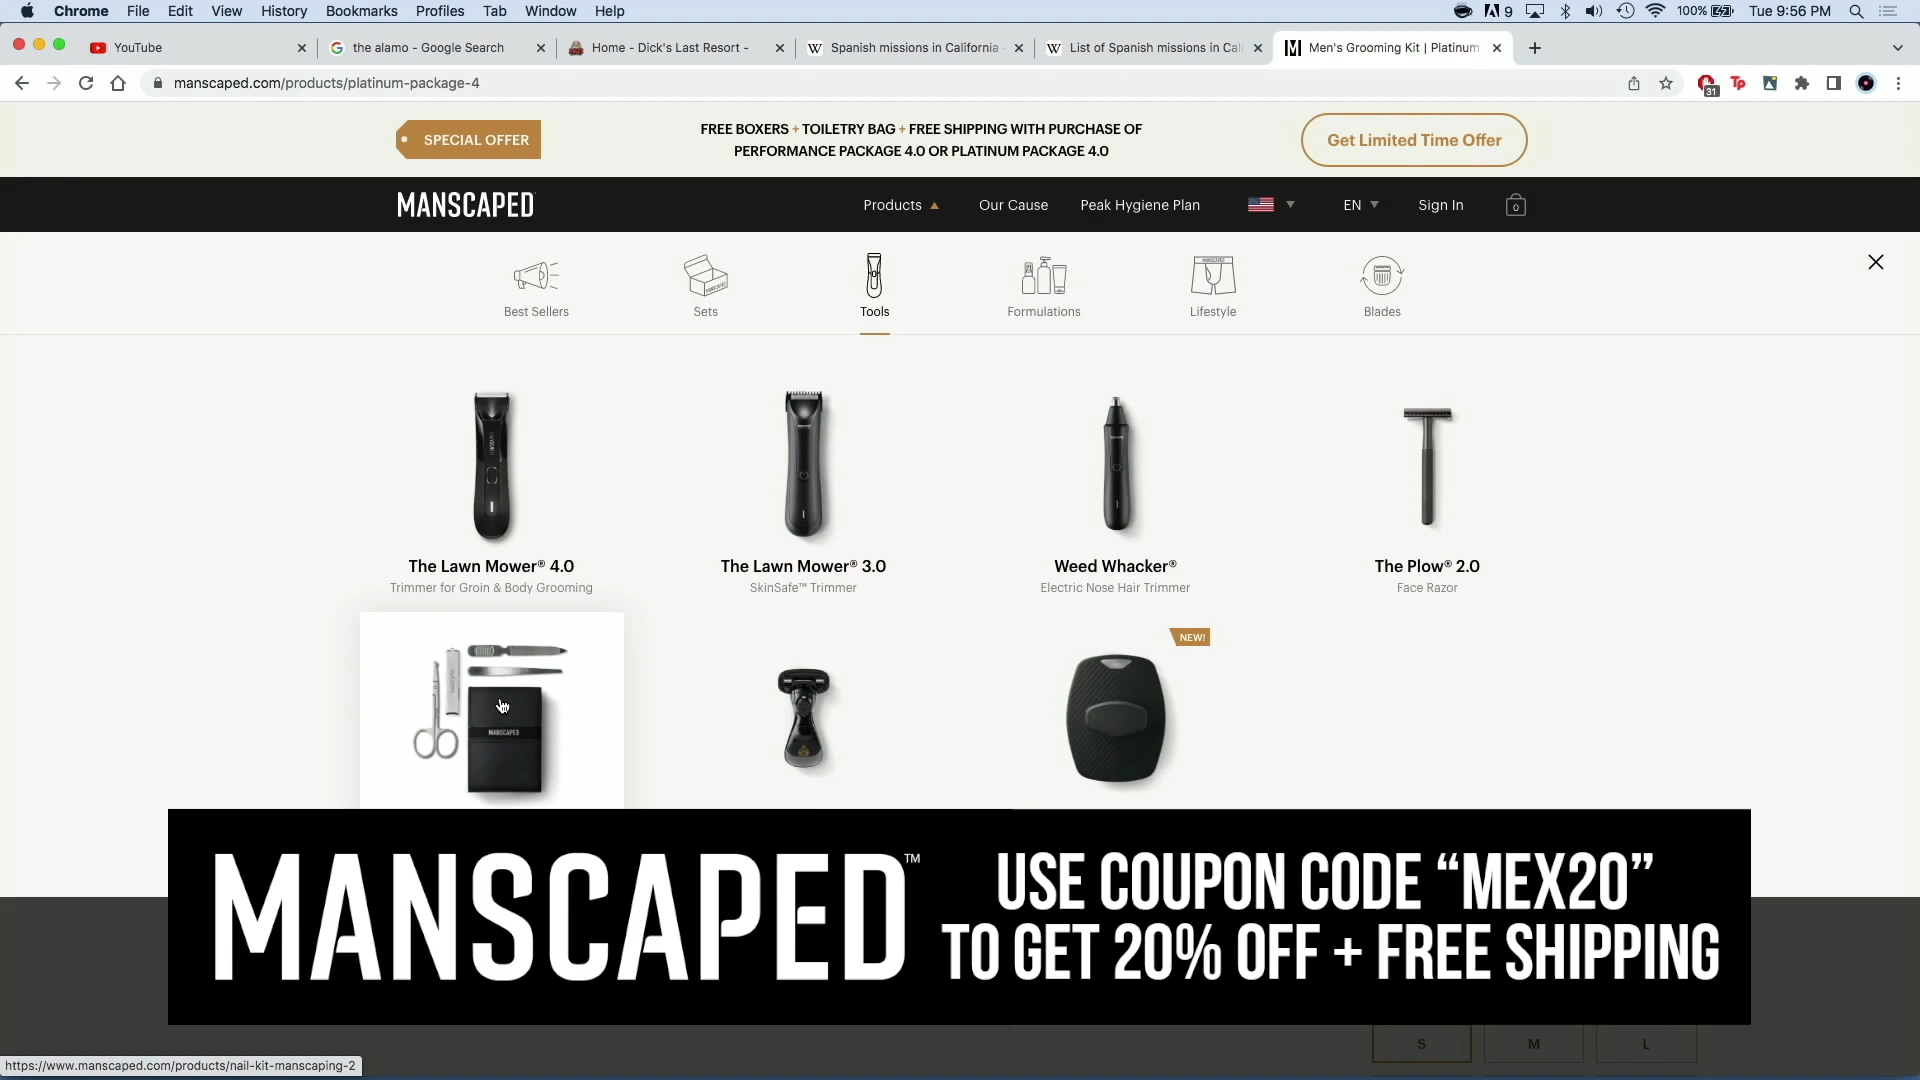 Chrome File Edit View History Bookmarks Profiles Tab Window Help 9 100% Tue 9:56 PM
YouTube the alamo - Google Search Home - Dick's Last Resort - Spanish missions in California List of Spanish missions in Cal Men's Grooming Kit | Platinum
manscaped.com/products/platinum-package-4 31 Tp
SPECIAL OFFER
FREE BOXERS + TOILETRY BAG + FREE SHIPPING WITH PURCHASE OF
PERFORMANCE PACKAGE 4.0 OR PLATINUM PACKAGE 4.0
Get Limited Time Offer
MANSCAPED Products Our Cause Peak Hygiene Plan EN Sign In 0
Best Sellers Sets Tools Formulations Lifestyle Blades
The Lawn Mower® 4.0 The Lawn Mower® 3.0 Weed Whacker® The Plow® 2.0
Trimmer for Groin & Body Grooming SkinSafe™ Trimmer Electric Nose Hair Trimmer Face Razor
NEW!
MANSCAPED
MANSCAPED™
USE COUPON CODE “MEX20”
TO GET 20% OFF + FREE SHIPPING
S M L
https://www.manscaped.com/products/nail-kit-manscaping-2